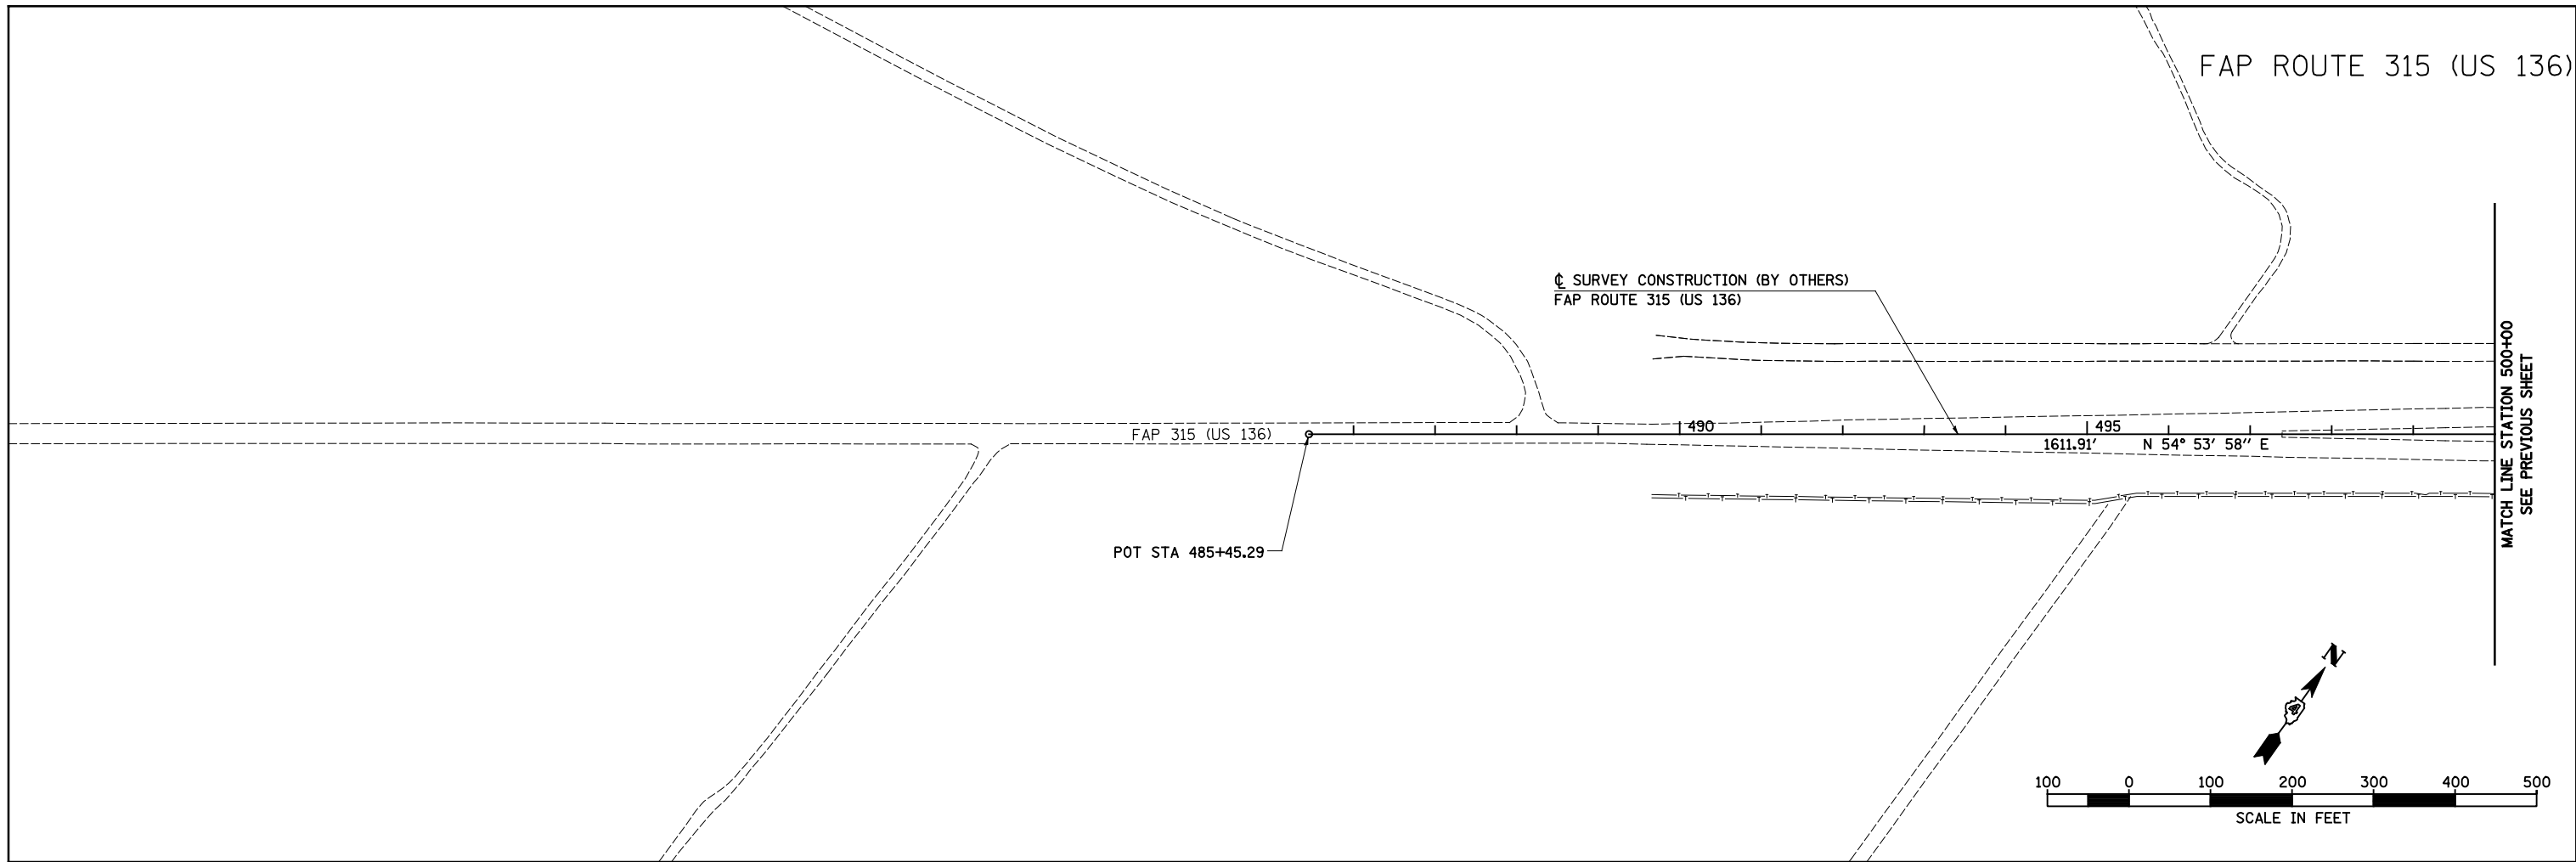 FAP ROUTE 315 (US 136)
℄ SURVEY CONSTRUCTION (BY OTHERS)
FAP ROUTE 315 (US 136)
FAP 315 (US 136)
490
495
1611.91' N 54° 53' 58" E
POT STA 485+45.29
MATCH LINE STATION 500+00
SEE PREVIOUS SHEET
N
4
100 0 100 200 300 400 500
SCALE IN FEET